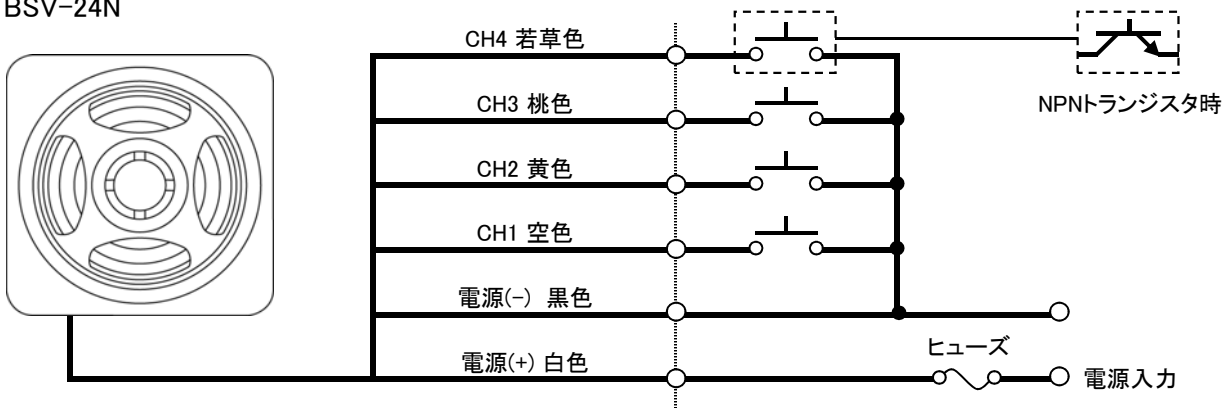 BSV-24N
CH4 若草色
NPNトランジスタ時
CH3 桃色
CH2 黄色
CH1 空色
電源(-) 黒色
ヒューズ
電源(+) 白色
電源入力